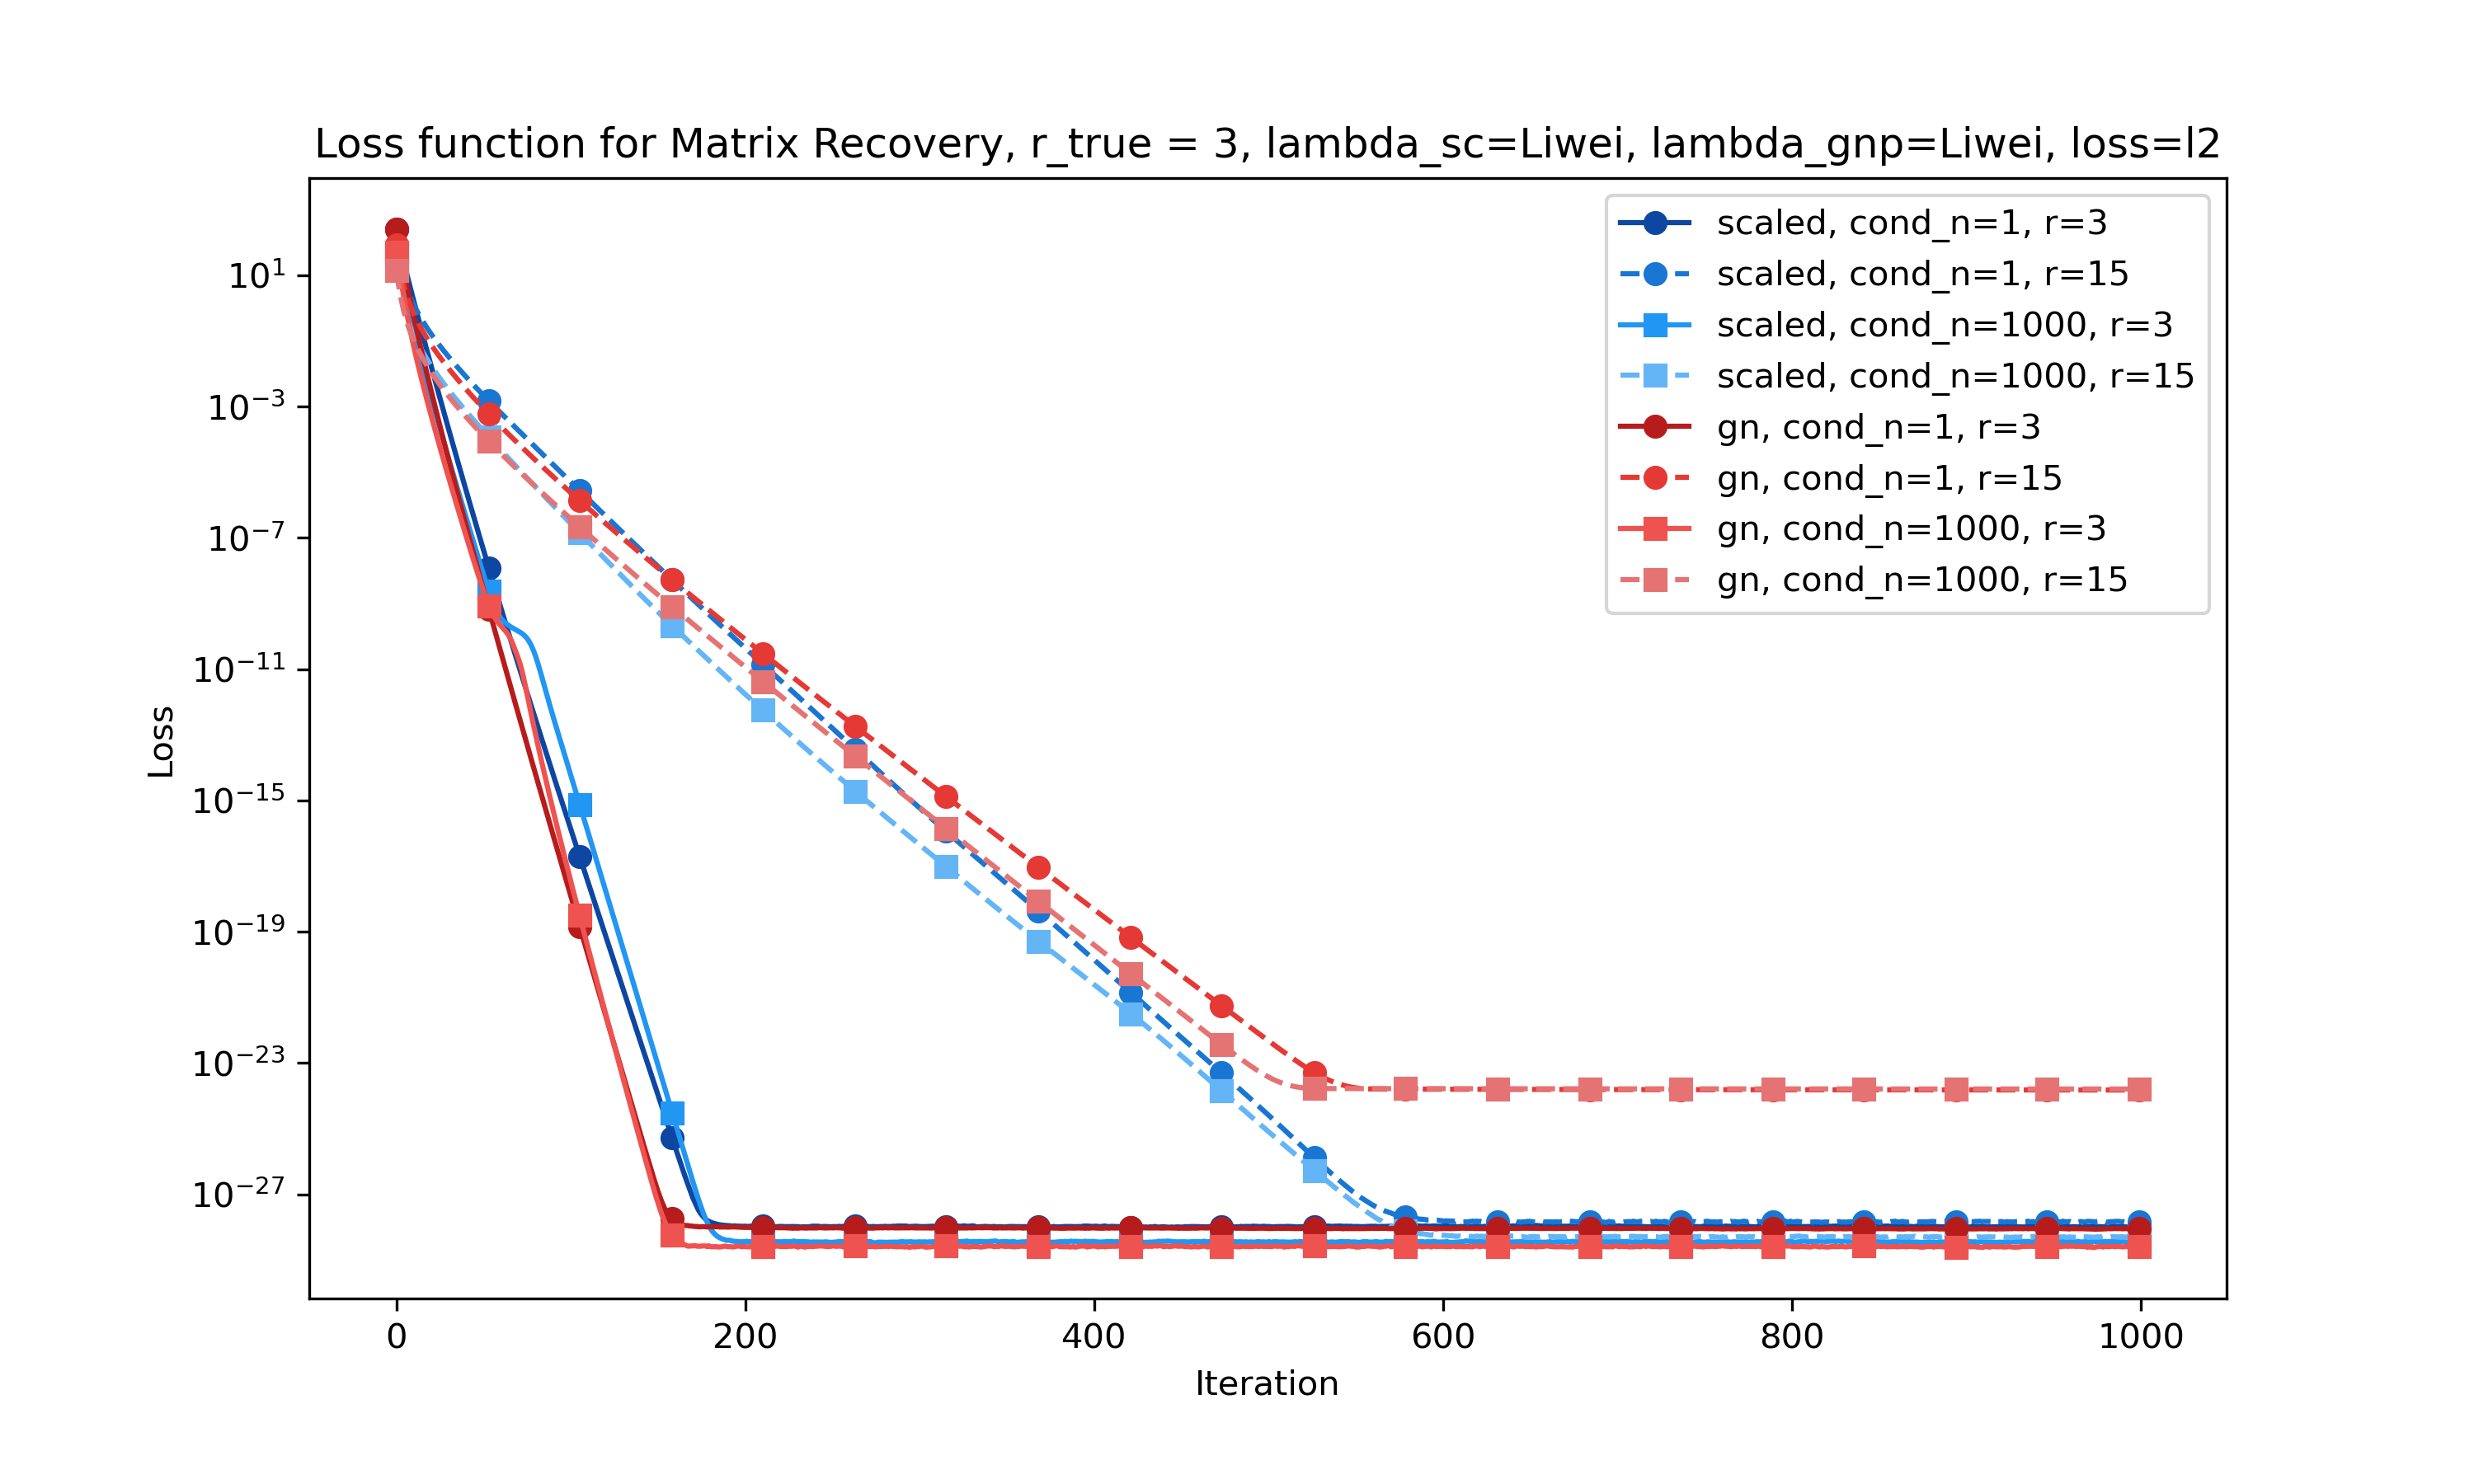 Loss function for Matrix Recovery, r_true = 3, lambda_sc=Liwei, lambda_gnp=Liwei, loss=l2
scaled, cond_n=1, r=3
scaled, cond_n=1, r=15
scaled, cond_n=1000, r=3
scaled, cond_n=1000, r=15
gn, cond_n=1, r=3
gn, cond_n=1, r=15
gn, cond_n=1000, r=3
gn, cond_n=1000, r=15
10¹
10⁻³
10⁻⁷
10⁻¹¹
10⁻¹⁵
10⁻¹⁹
10⁻²³
10⁻²⁷
Loss
0 200 400 600 800 1000
Iteration